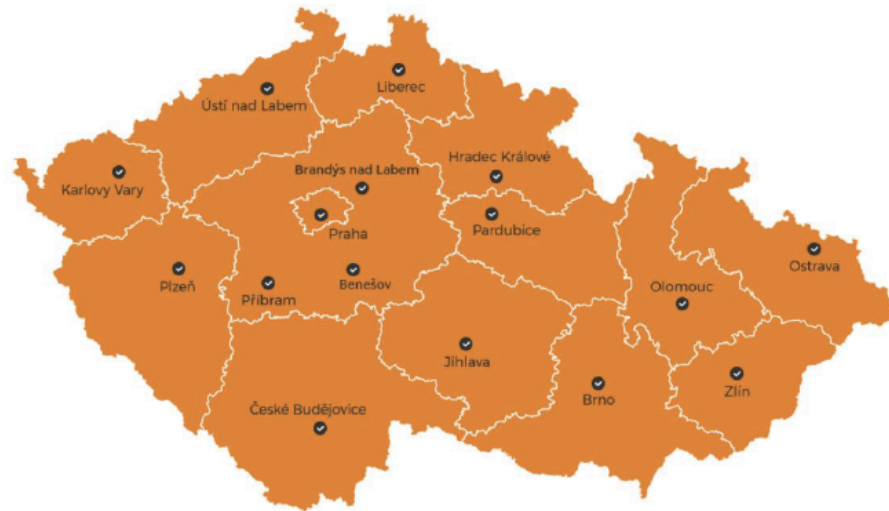 Liberec
Ústí nad Labem
Hradec Králové
Brandýs nad Labem
Karlovy Vary
Praha
Pardubice
Ostrava
Plzeň
Příbram
Benešov
Olomouc
Jihlava
Brno
Zlín
České Budějovice